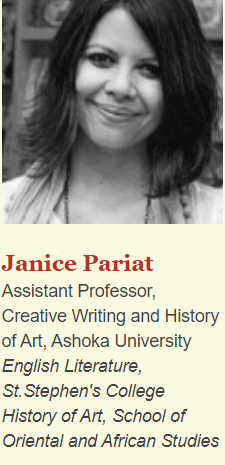 Janice Pariat
Assistant Professor,
Creative Writing and History
of Art, Ashoka University
English Literature,
St.Stephen's College
History of Art, School of
Oriental and African Studies